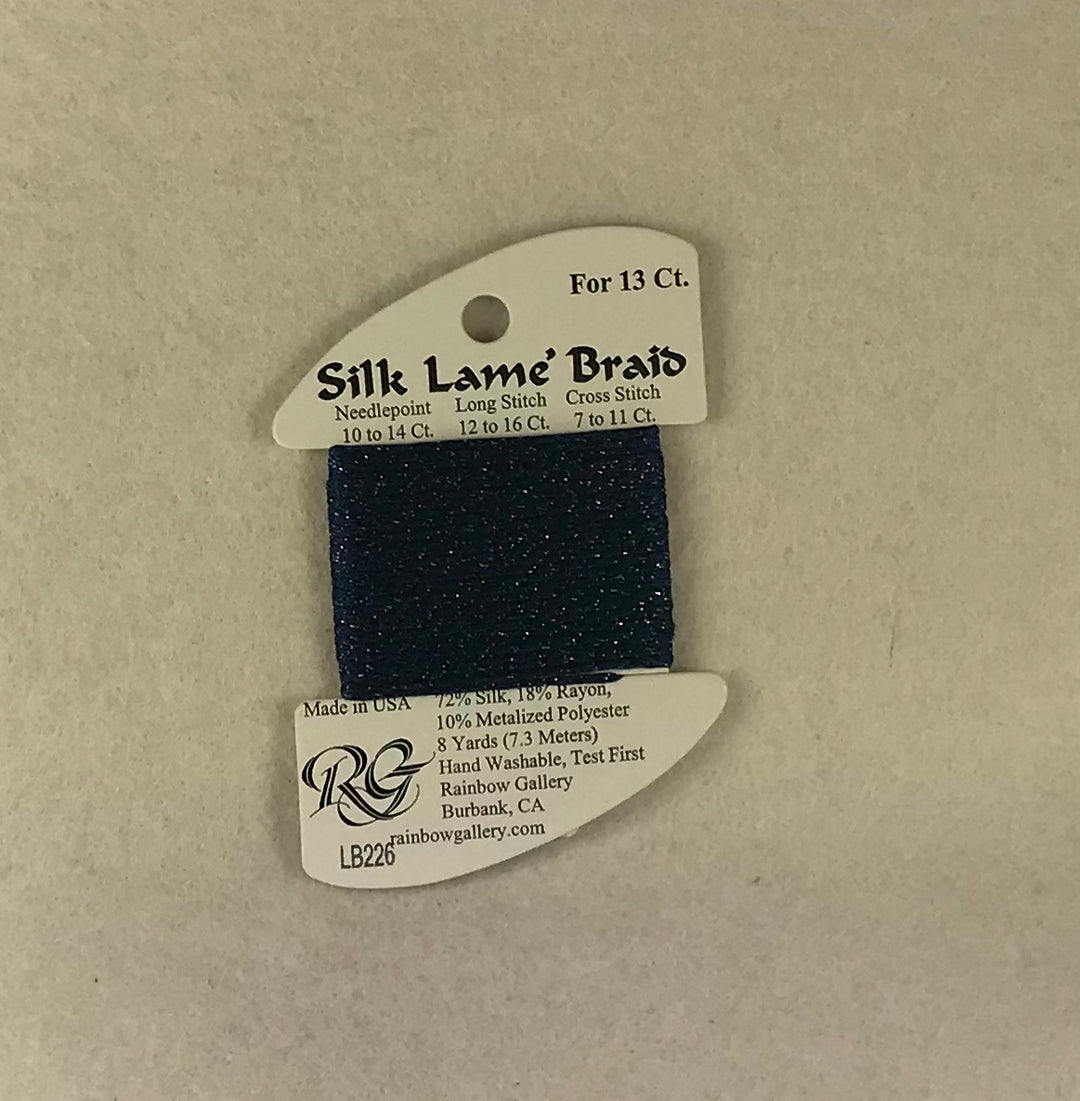 For 13 Ct.
Silk Lame' Braid
Needlepoint Long Stitch Cross Stitch
10 to 14 Ct. 12 to 16 Ct. 7 to 11 Ct.
Made in USA 72% Silk, 18% Rayon,
10% Metalized Polyester
8 Yards (7.3 Meters)
Hand Washable, Test First
RG
Rainbow Gallery
Burbank, CA
rainbowgallery.com
LB226